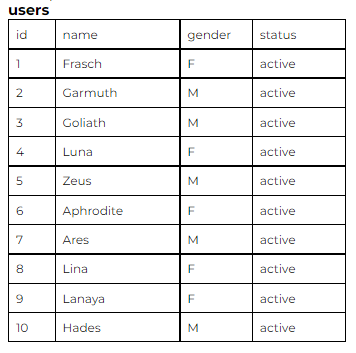 users
id name gender status
1 Frasch F active
2 Garmuth M active
3 Goliath M active
4 Luna F active
5 Zeus M active
6 Aphrodite F active
7 Ares M active
8 Lina F active
9 Lanaya F active
10 Hades M active